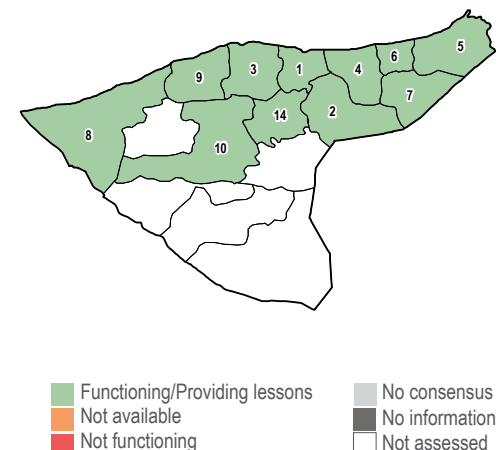 5
6
4
1
3
9
7
2
14
8
10
Functioning/Providing lessons
Not available
Not functioning
No consensus
No information
Not assessed